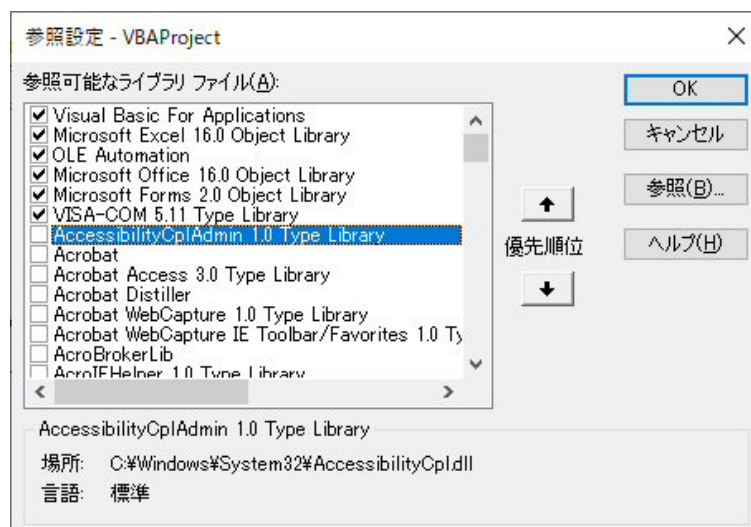 参照設定 - VBAProject
参照可能なライブラリ ファイル(A):
Visual Basic For Applications
Microsoft Excel 16.0 Object Library
OLE Automation
Microsoft Office 16.0 Object Library
Microsoft Forms 2.0 Object Library
VISA-COM 5.11 Type Library
AccessibilityCplAdmin 1.0 Type Library
Acrobat
Acrobat Access 3.0 Type Library
Acrobat Distiller
Acrobat WebCapture 1.0 Type Library
Acrobat WebCapture IE Toolbar/Favorites 1.0 Ty
AcroBrokerLib
AcroIEHelper 1.0 Type Library
優先順位
OK
キャンセル
参照(B)...
ヘルプ(H)
AccessibilityCplAdmin 1.0 Type Library
場所: C:¥Windows¥System32¥AccessibilityCpl.dll
言語: 標準